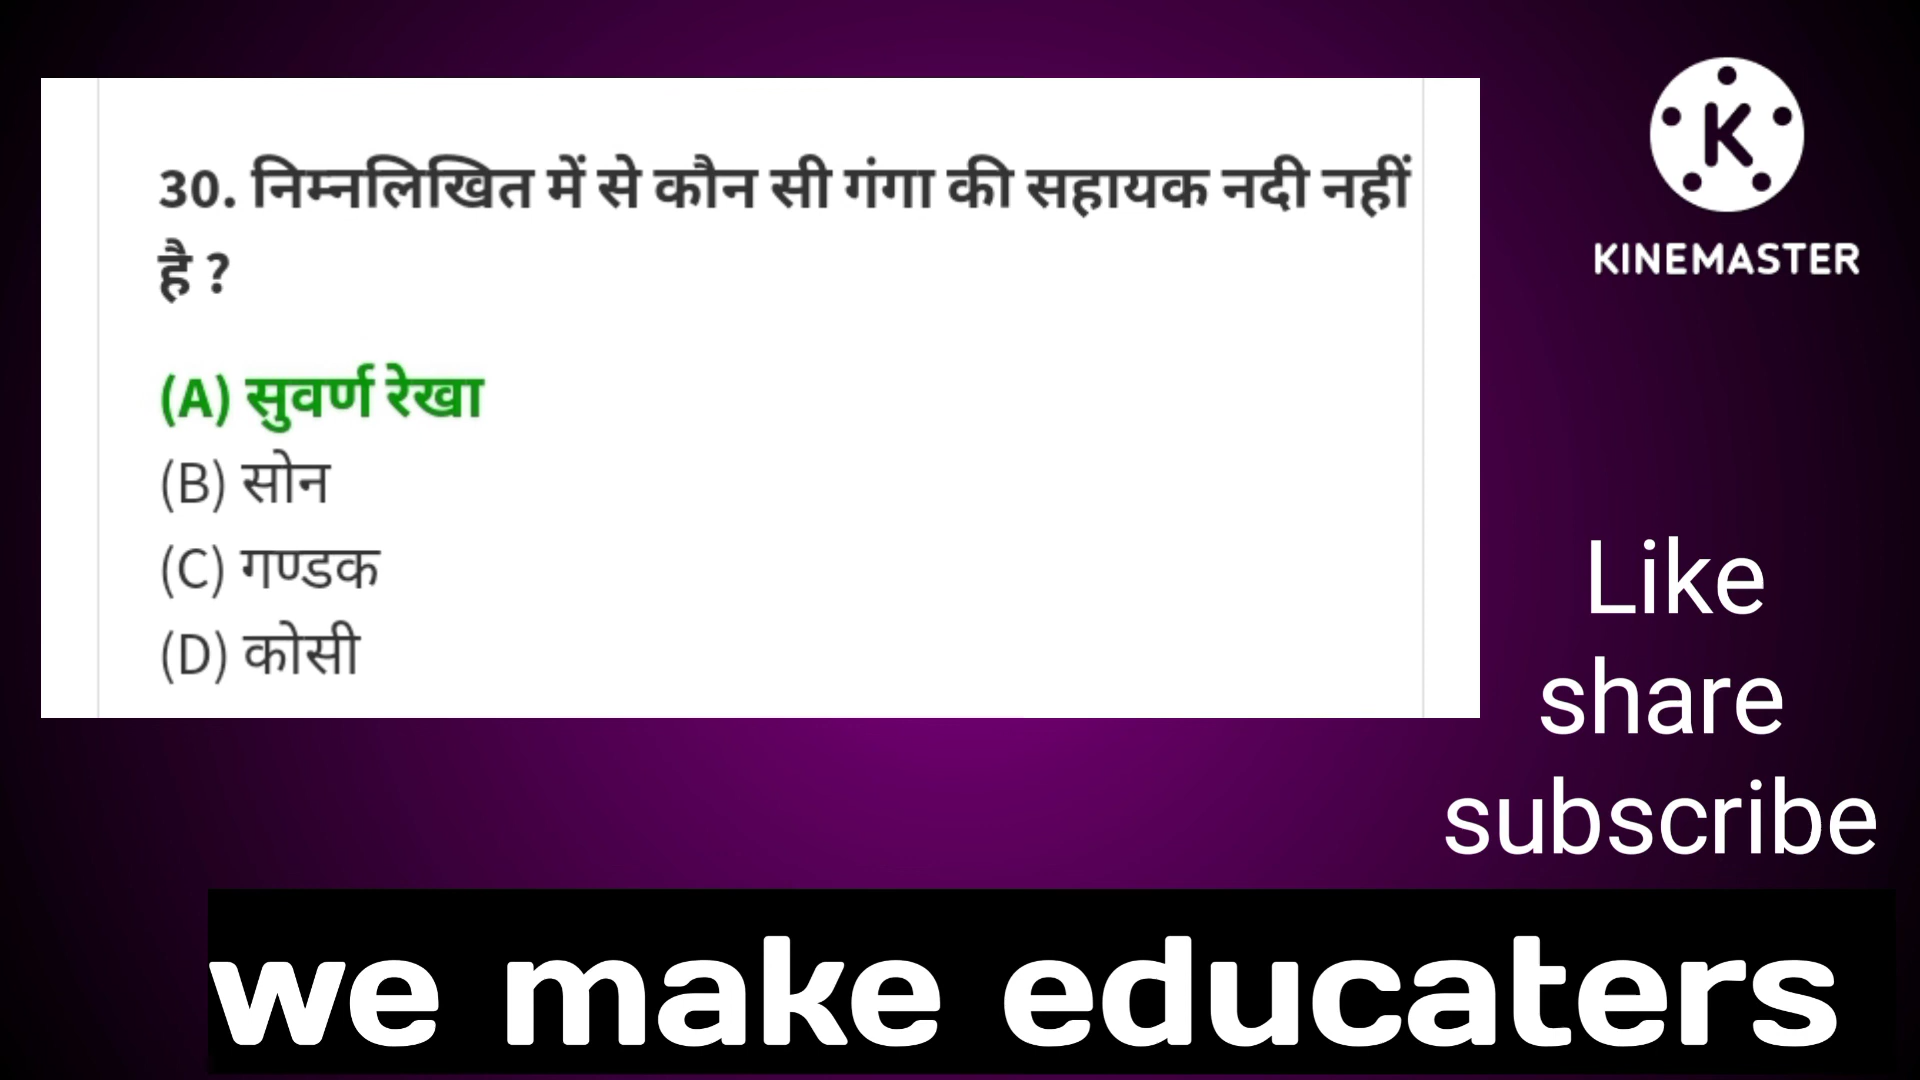 30. निम्नलिखित में से कौन सी गंगा की सहायक नदी नहीं
है ?
(A) सुवर्ण रेखा
(B) सोन
(C) गण्डक
(D) कोसी
K
KINEMASTER
Like
share
subscribe
we make educaters